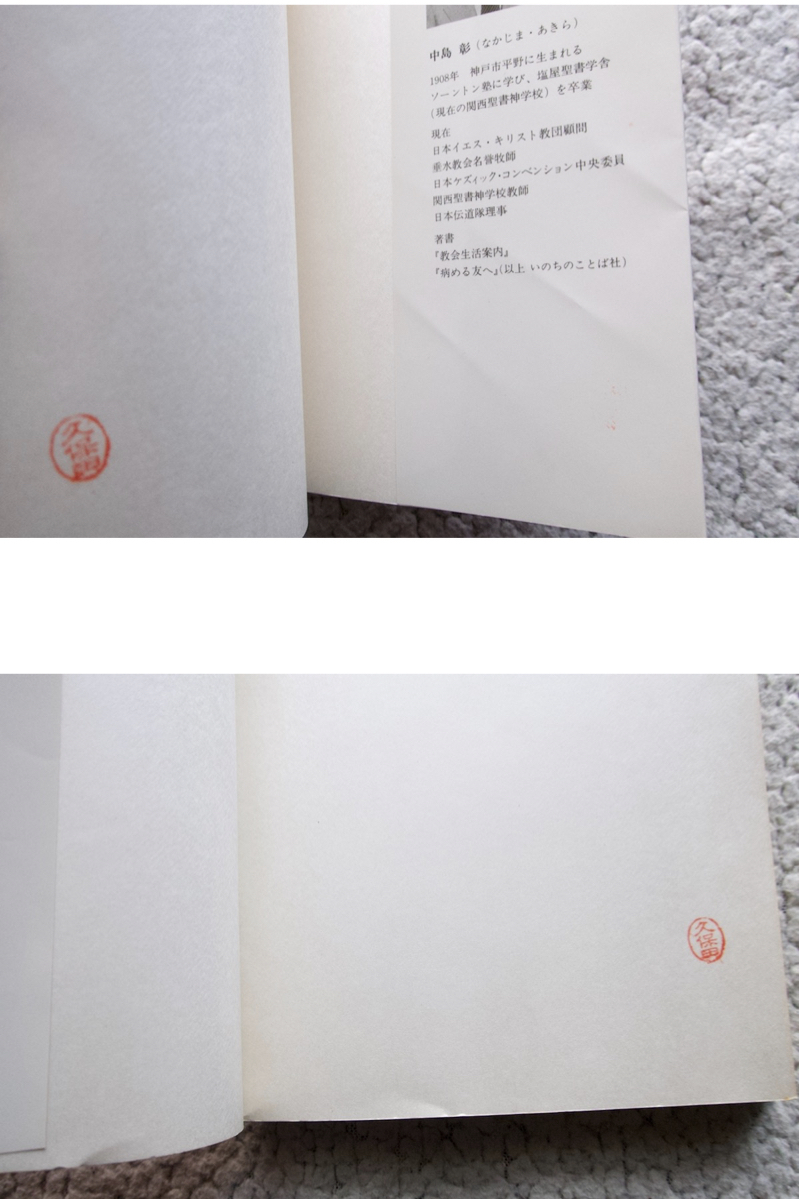 中島 彰(なかじま・あきら)
1908年 神戸市平野に生まれる
ソーントン塾に学び、塩屋聖書学舎
(現在の関西聖書神学校)を卒業
現在
日本イエス・キリスト教団顧問
垂水教会名誉牧師
日本ケズィック・コンベンション中央委員
関西聖書神学校教師
日本伝道隊理事
著書
『教会生活案内』
『病める友へ』(以上 いのちのことば社)
久保田
久保田